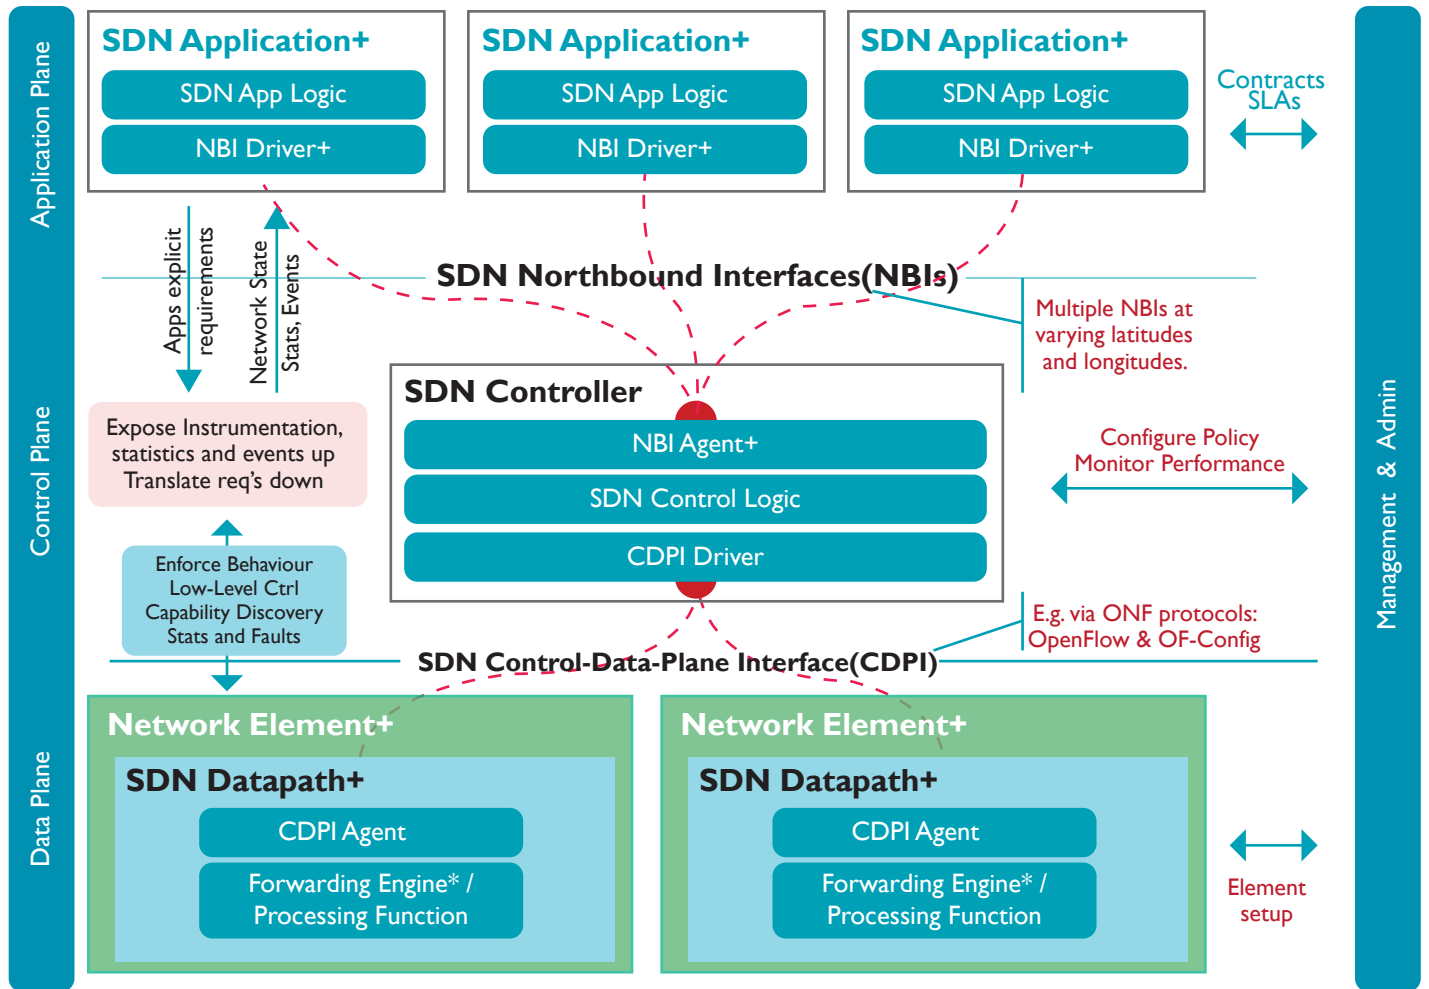 Application Plane
Control Plane
Data Plane
SDN Application+
SDN App Logic
NBI Driver+
SDN Application+
SDN App Logic
NBI Driver+
SDN Application+
SDN App Logic
NBI Driver+
Contracts
SLAs
Apps explicit
requirements
Network State
Stats, Events
SDN Northbound Interfaces(NBIs)
Multiple NBIs at
varying latitudes
and longitudes.
Expose Instrumentation,
statistics and events up
Translate req's down
SDN Controller
NBI Agent+
SDN Control Logic
CDPI Driver
Configure Policy
Monitor Performance
Enforce Behaviour
Low-Level Ctrl
Capability Discovery
Stats and Faults
E.g. via ONF protocols:
OpenFlow & OF-Config
SDN Control-Data-Plane Interface(CDPI)
Network Element+
SDN Datapath+
CDPI Agent
Forwarding Engine* /
Processing Function
Network Element+
SDN Datapath+
CDPI Agent
Forwarding Engine* /
Processing Function
Element
setup
Management & Admin